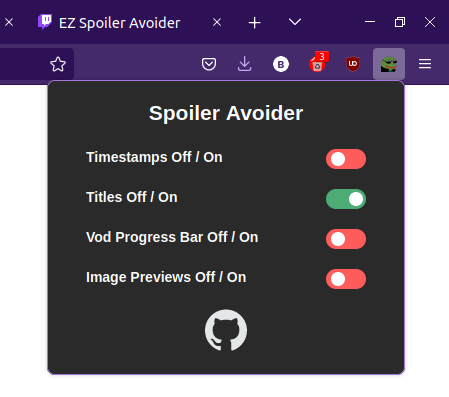 EZ Spoiler Avoider
B
3
UO
Spoiler Avoider
Timestamps Off / On
Titles Off / On
Vod Progress Bar Off / On
Image Previews Off / On